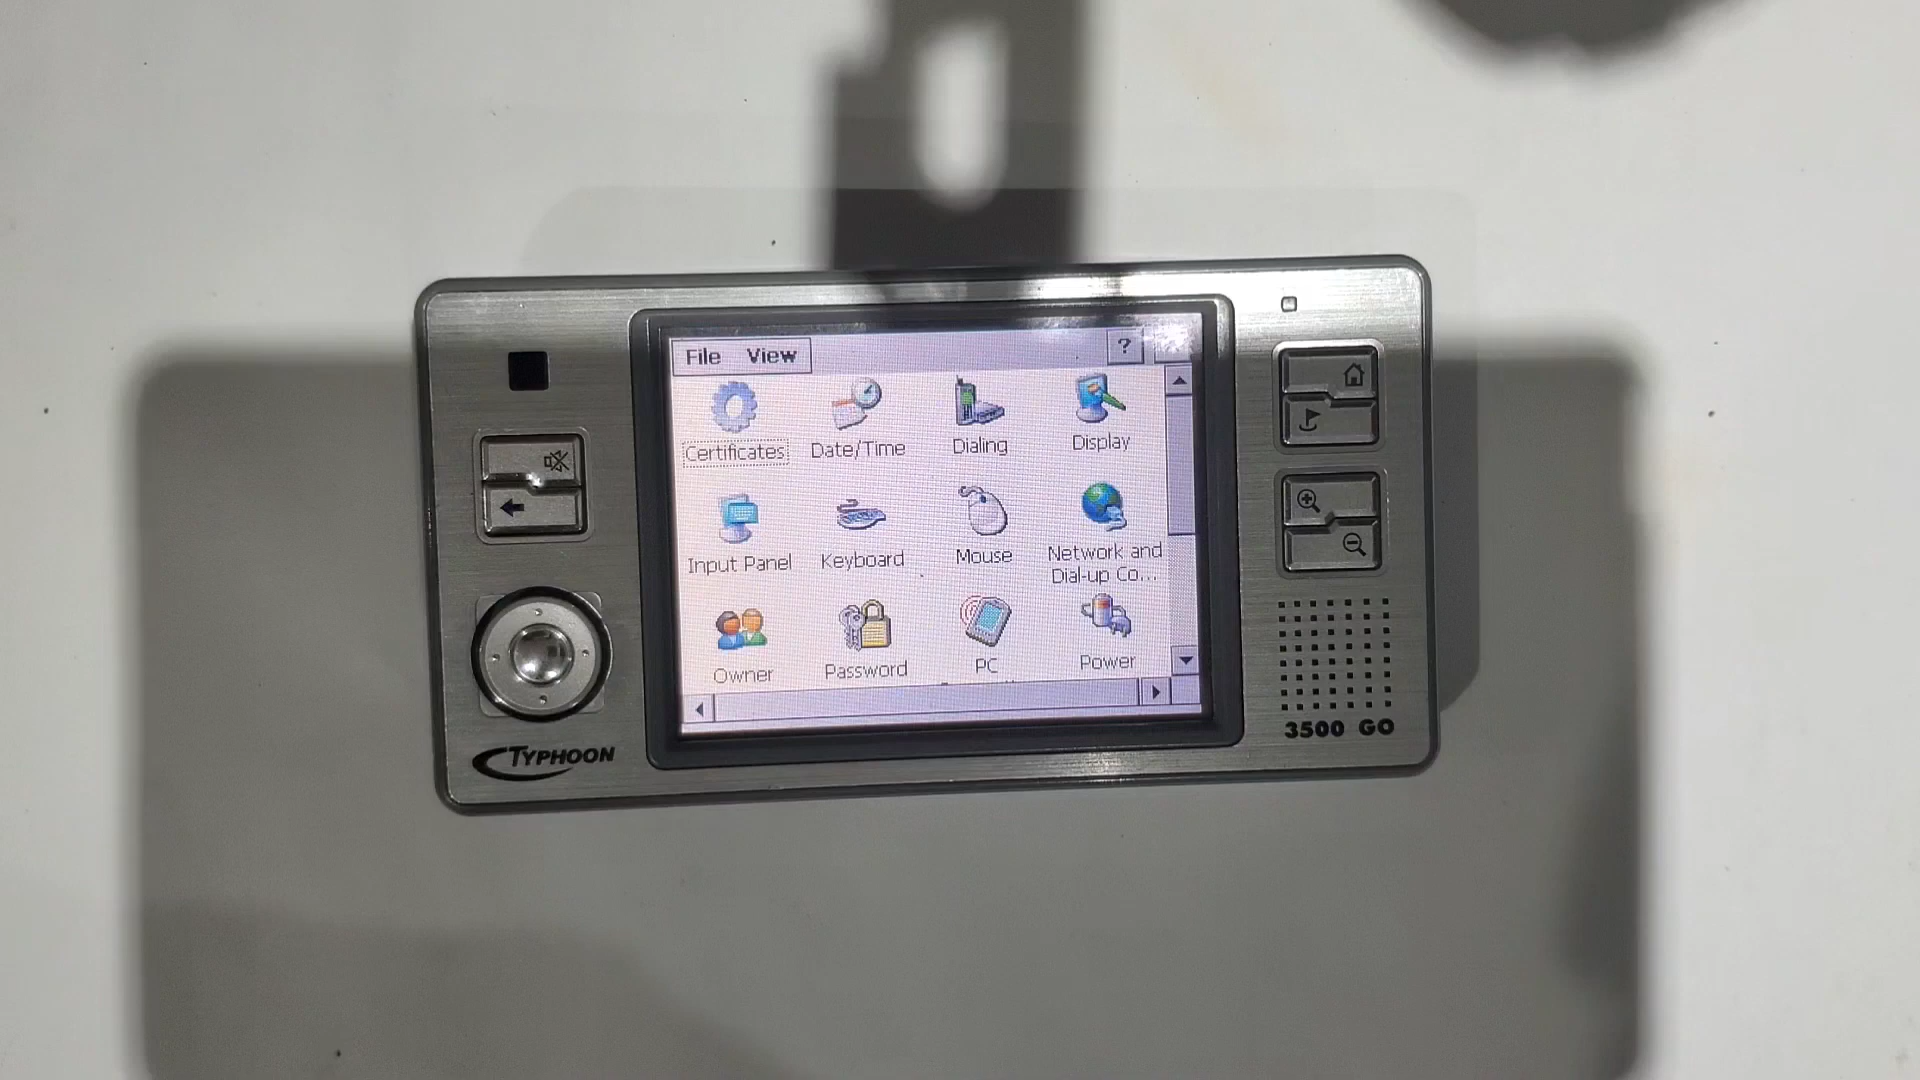 File View ?
Certificates Date/Time Dialing Display
Input Panel Keyboard Mouse Network and
Dial-up Co...
Owner Password PC Power
TYPHOON
3500 GO